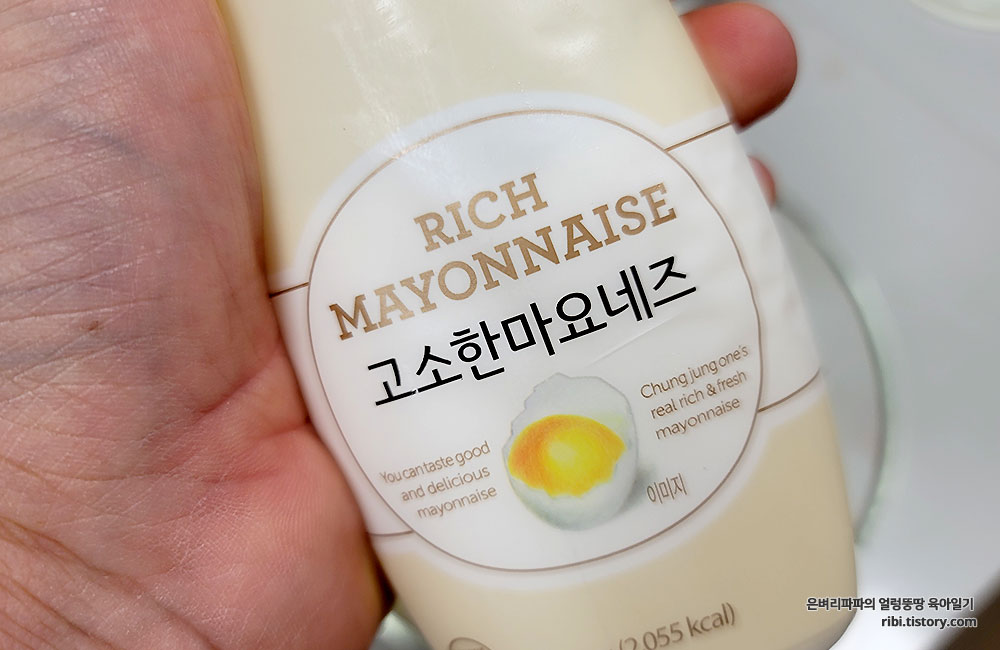 RICH
MAYONNAISE
고소한마요네즈
Chung jung one's
real rich & fresh
mayonnaise
You can taste good
and delicious
mayonnaise
이미지
(2,055 kcal)
은벼리파파의 얼렁뚱땅 육아일기
ribi.tistory.com